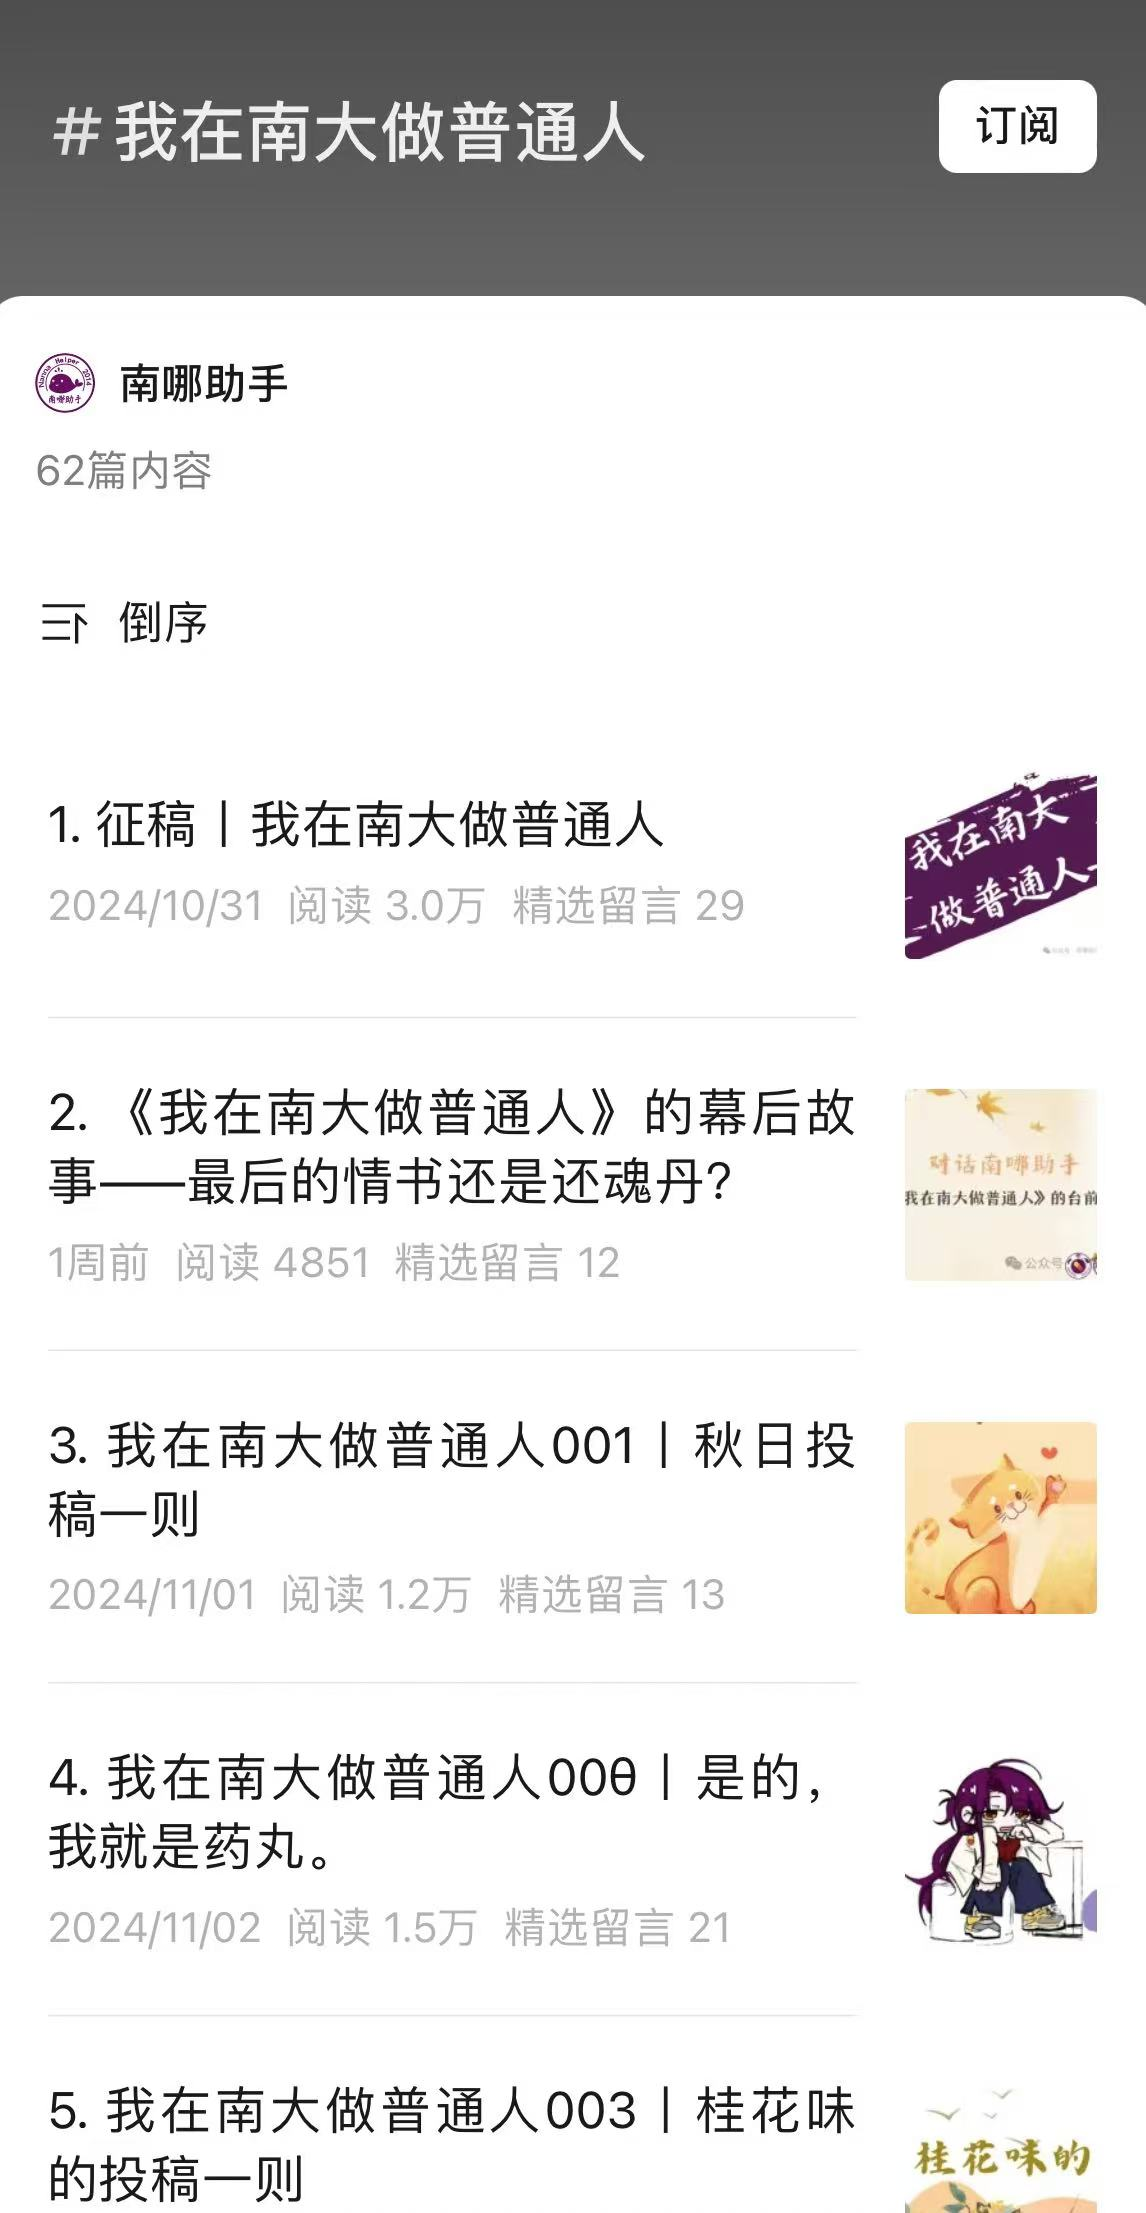 #我在南大做普通人
订阅
Nanna Helper 2014
南哪助手
南哪助手
62篇内容
倒序
1. 征稿丨我在南大做普通人
2024/10/31 阅读 3.0万 精选留言 29
我在南大
做普通人
2. 《我在南大做普通人》的幕后故
事——最后的情书还是还魂丹?
1周前 阅读 4851 精选留言 12
对话南哪助手
我在南大做普通人》的台前
公众号
3. 我在南大做普通人001丨秋日投
稿一则
2024/11/01 阅读 1.2万 精选留言 13
4. 我在南大做普通人00θ丨是的，
我就是药丸。
2024/11/02 阅读 1.5万 精选留言 21
5. 我在南大做普通人003丨桂花味
的投稿一则
桂花味的